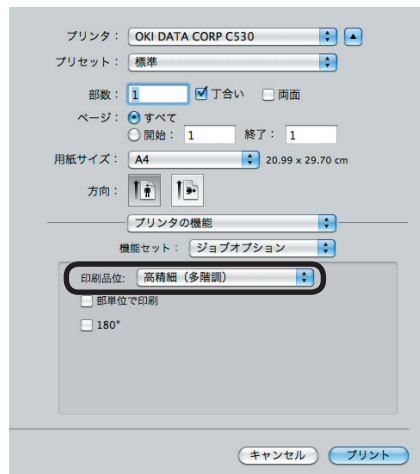 プリンタ： OKI DATA CORP C530
プリセット： 標準
部数： 1 丁合い 両面
ページ： すべて
開始： 1 終了： 1
用紙サイズ： A4 20.99 x 29.70 cm
方向：
プリンタの機能
機能セット： ジョブオプション
印刷品位: 高精細（多階調）
部単位で印刷
180°
キャンセル プリント